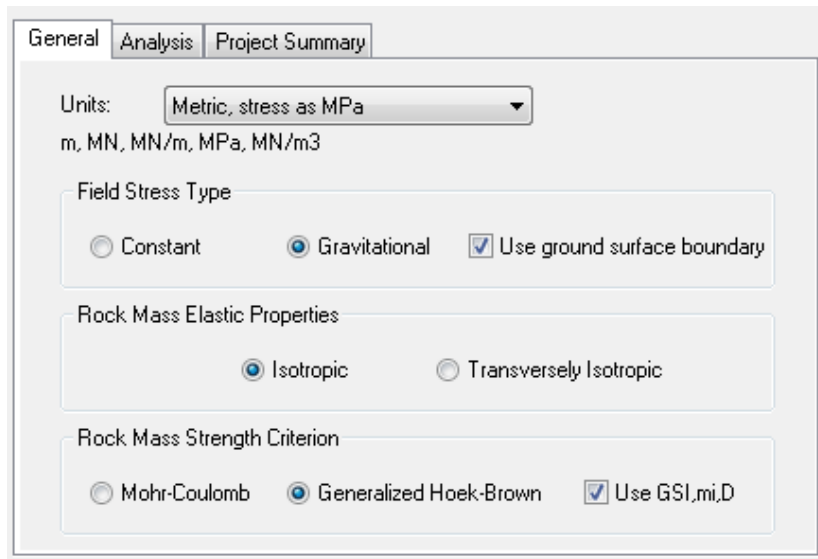 General Analysis Project Summary
Units: Metric, stress as MPa
m, MN, MN/m, MPa, MN/m3
Field Stress Type
Constant Gravitational Use ground surface boundary
Rock Mass Elastic Properties
Isotropic Transversely Isotropic
Rock Mass Strength Criterion
Mohr-Coulomb Generalized Hoek-Brown Use GSI,mi,D